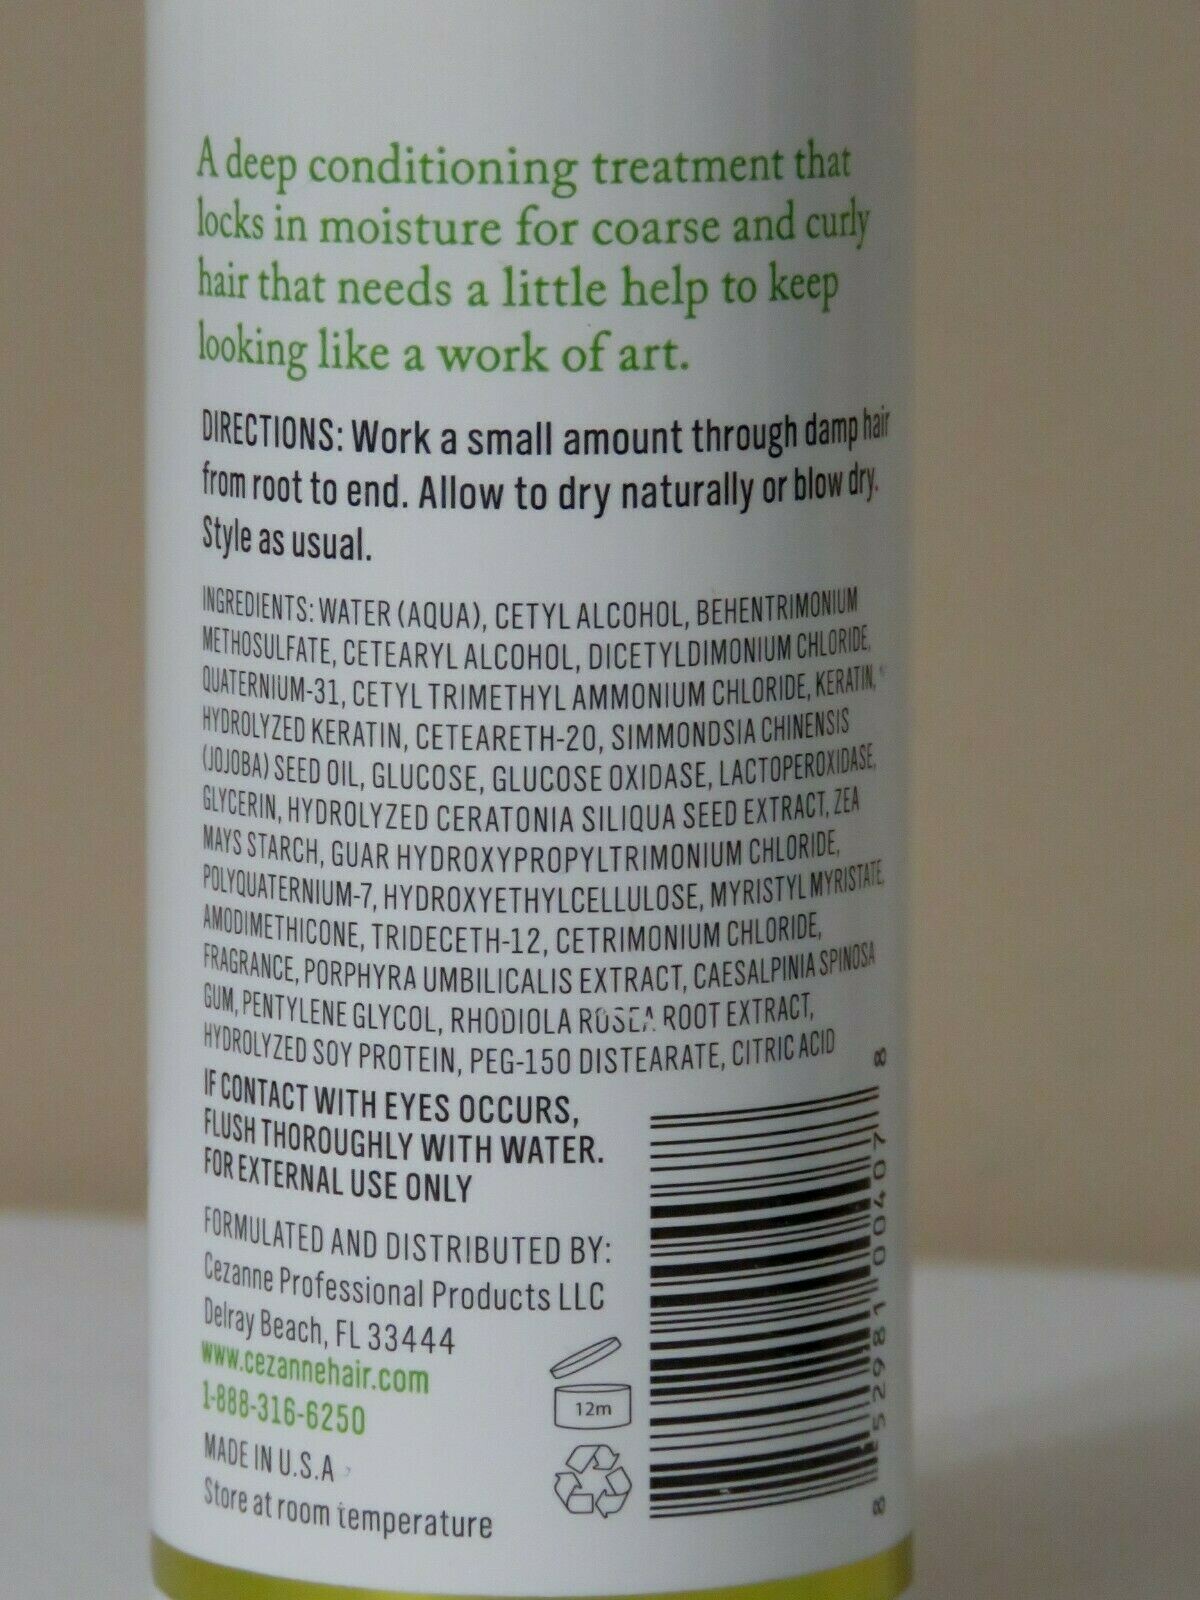 A deep conditioning treatment that
locks in moisture for coarse and curly
hair that needs a little help to keep
looking like a work of art.
DIRECTIONS: Work a small amount through damp hair
from root to end. Allow to dry naturally or blow dry.
Style as usual.
INGREDIENTS: WATER (AQUA), CETYL ALCOHOL, BEHENTRIMONIUM
METHOSULFATE, CETEARYL ALCOHOL, DICETYLDIMONIUM CHLORIDE,
QUATERNIUM-31, CETYL TRIMETHYL AMMONIUM CHLORIDE, KERATIN,
HYDROLYZED KERATIN, CETEARETH-20, SIMMONDSIA CHINENSIS
(JOJOBA) SEED OIL, GLUCOSE, GLUCOSE OXIDASE, LACTOPEROXIDASE,
GLYCERIN, HYDROLYZED CERATONIA SILIQUA SEED EXTRACT, ZEA
MAYS STARCH, GUAR HYDROXYPROPYLTRIMONIUM CHLORIDE,
POLYQUATERNIUM-7, HYDROXYETHYLCELLULOSE, MYRISTYL MYRISTATE,
AMODIMETHICONE, TRIDECETH-12, CETRIMONIUM CHLORIDE,
FRAGRANCE, PORPHYRA UMBILICALIS EXTRACT, CAESALPINIA SPINOSA
GUM, PENTYLENE GLYCOL, RHODIOLA ROSEA ROOT EXTRACT,
HYDROLYZED SOY PROTEIN, PEG-150 DISTEARATE, CITRIC ACID
IF CONTACT WITH EYES OCCURS,
FLUSH THOROUGHLY WITH WATER.
FOR EXTERNAL USE ONLY
FORMULATED AND DISTRIBUTED BY:
Cezanne Professional Products LLC
Delray Beach, FL 33444
www.cezannehair.com
1-888-316-6250
MADE IN U.S.A
Store at room temperature
12m
8 52981 00407 8